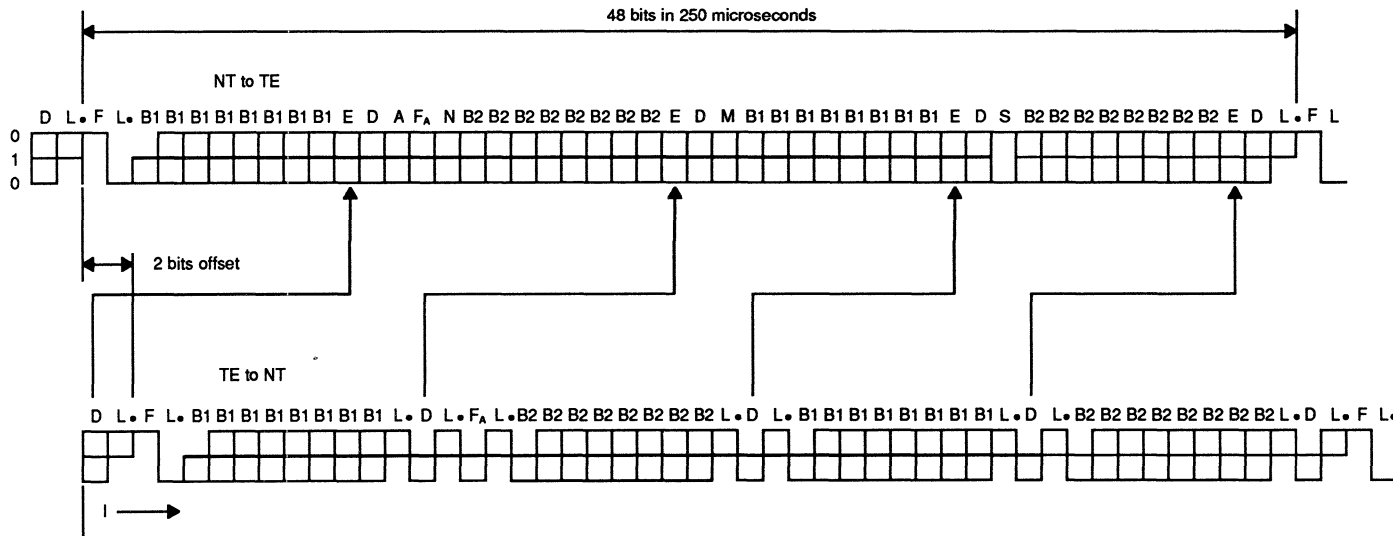 48 bits in 250 microseconds
NT to TE
D L. F L. B1 B1 B1 B1 B1 B1 B1 B1 E D A FA N B2 B2 B2 B2 B2 B2 B2 B2 E D M B1 B1 B1 B1 B1 B1 B1 B1 E D S B2 B2 B2 B2 B2 B2 B2 B2 E D L. F L
0
1
0
2 bits offset
TE to NT
D L. F L. B1 B1 B1 B1 B1 B1 B1 B1 L. D L. FA L. B2 B2 B2 B2 B2 B2 B2 B2 L. D L. B1 B1 B1 B1 B1 B1 B1 B1 L. D L. B2 B2 B2 B2 B2 B2 B2 B2 L. D L. F L.
I